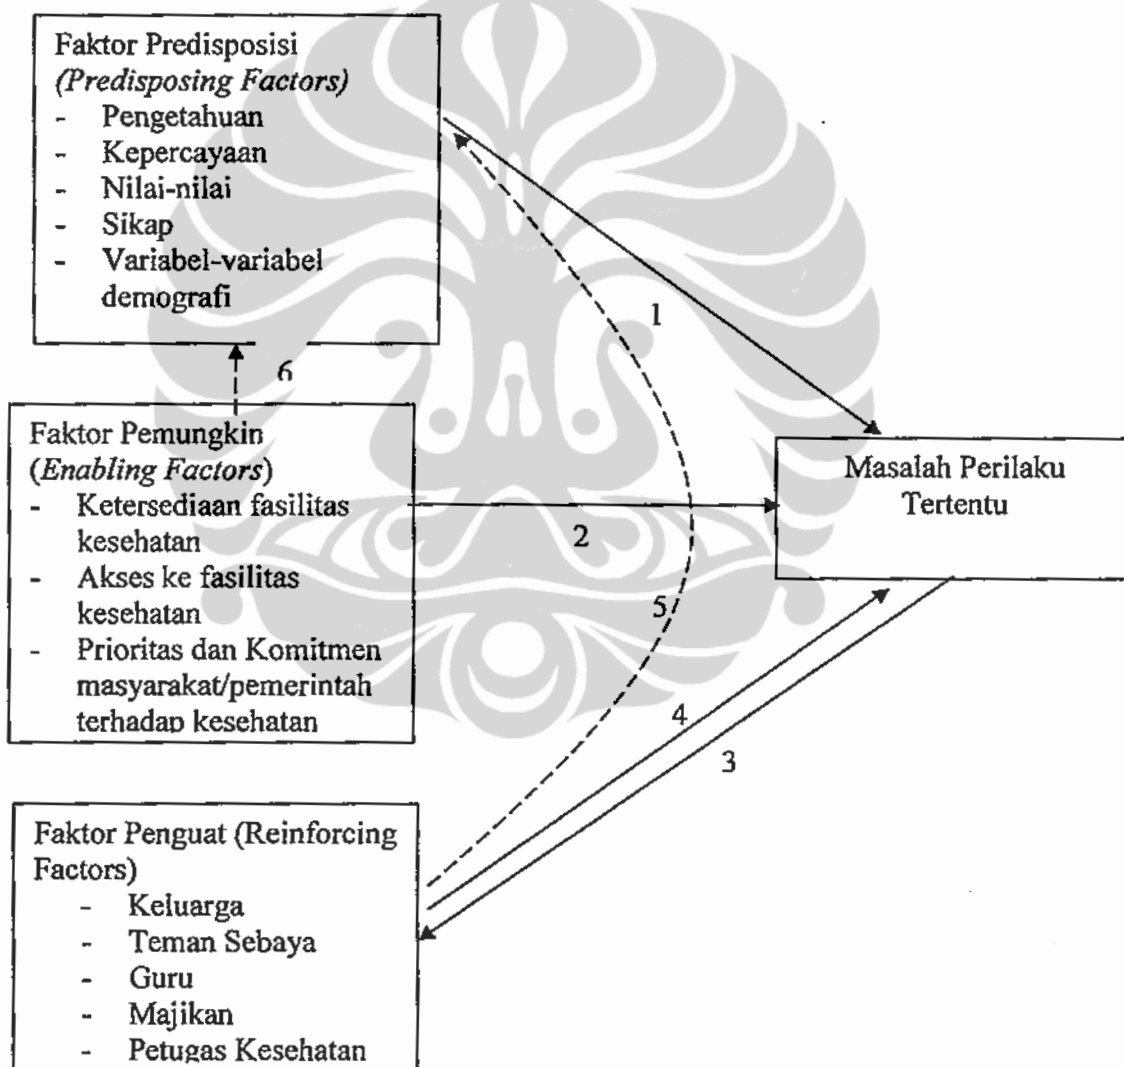 Faktor Predisposisi
(Predisposing Factors)
- Pengetahuan
- Kepercayaan
- Nilai-nilai
- Sikap
- Variabel-variabel
demografi
1
6
Faktor Pemungkin
(Enabling Factors)
- Ketersediaan fasilitas
kesehatan
- Akses ke fasilitas
kesehatan
- Prioritas dan Komitmen
masyarakat/pemerintah
terhadap kesehatan
2
Masalah Perilaku
Tertentu
5
4
3
Faktor Penguat (Reinforcing
Factors)
- Keluarga
- Teman Sebaya
- Guru
- Majikan
- Petugas Kesehatan